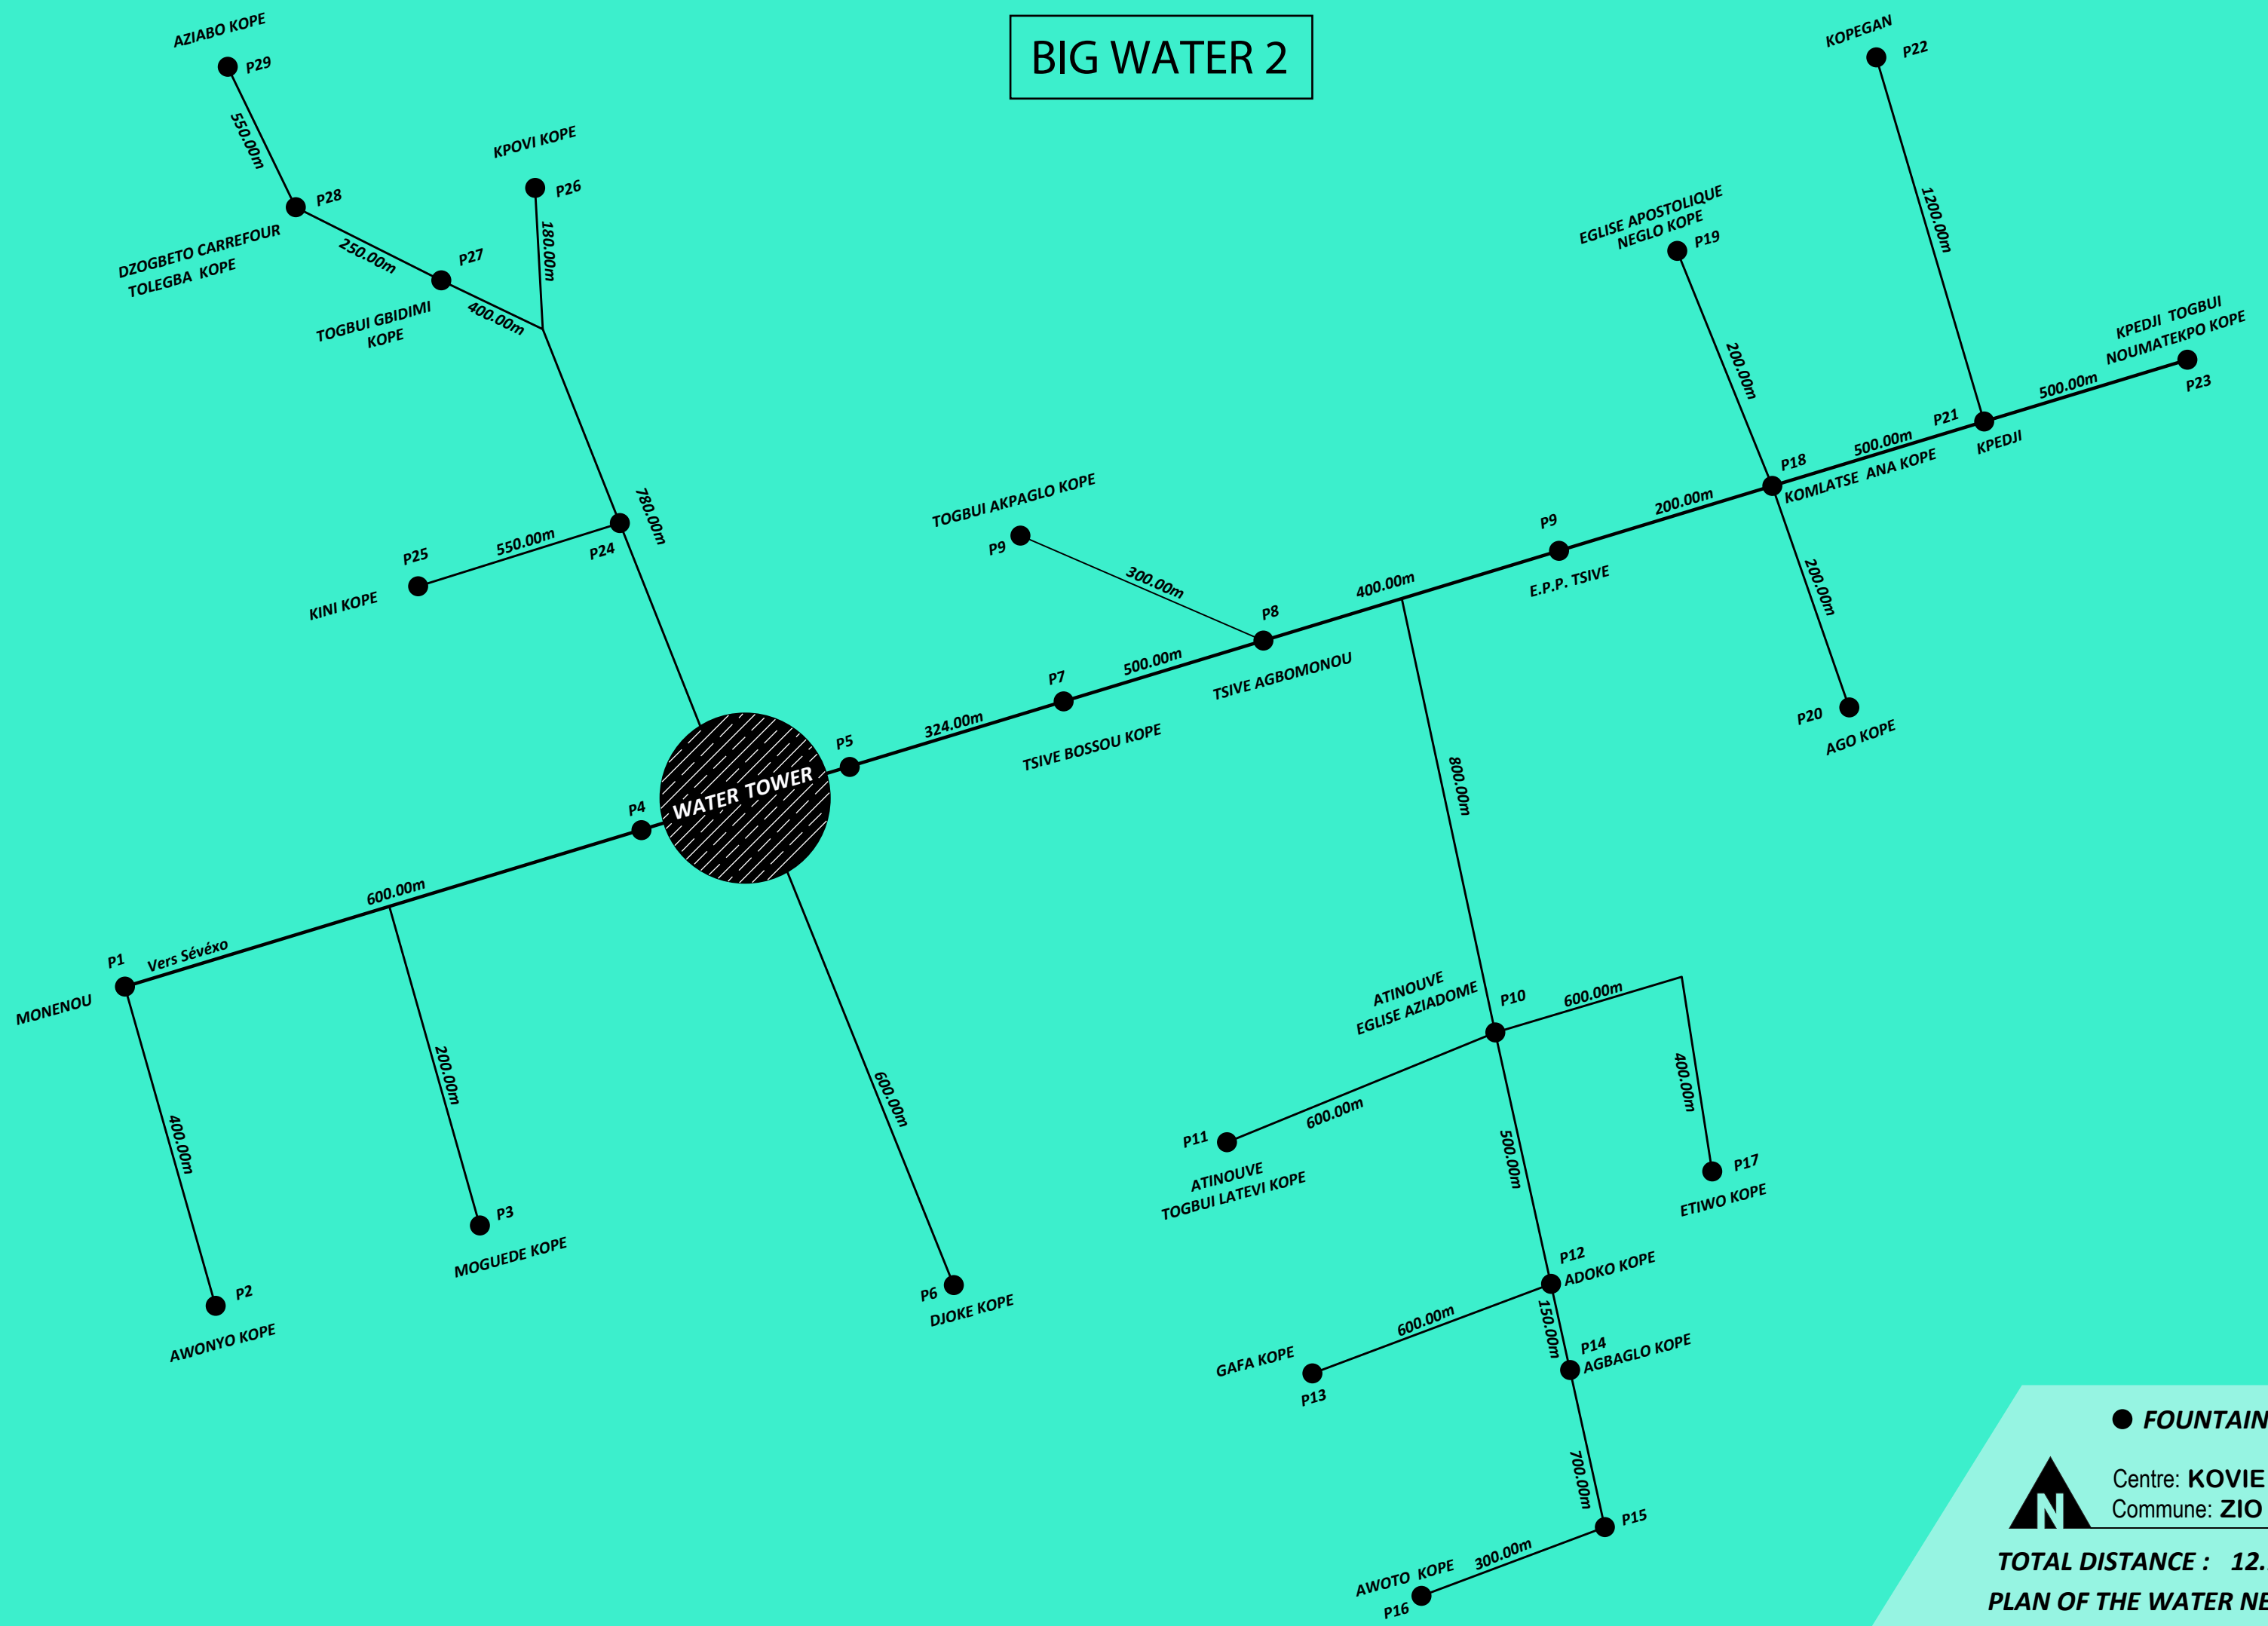 BIG WATER 2
AZIABO KOPE
P29
550.00m
P28
DZOGBETO CARREFOUR
TOLEGBA KOPE
250.00m
P27
TOGBUI GBIDIMI
KOPE
400.00m
KPOVI KOPE
P26
180.00m
780.00m
P24
550.00m
P25
KINI KOPE
KOPEGAN
P22
1200.00m
EGLISE APOSTOLIQUE
NEGLO KOPE
P19
200.00m
KPEDJI TOGBUI
NOUMATEKPO KOPE
P23
500.00m
P21
KPEDJI
500.00m
P18
KOMLATSE ANA KOPE
200.00m
P9
E.P.P. TSIVE
200.00m
P20
AGO KOPE
TOGBUI AKPAGLO KOPE
P9
300.00m
400.00m
P8
TSIVE AGBOMONOU
500.00m
P7
TSIVE BOSSOU KOPE
324.00m
P5
WATER TOWER
P4
600.00m
Vers Sévéxo
P1
MONENOU
400.00m
P2
AWONYO KOPE
200.00m
P3
MOGUEDE KOPE
600.00m
P6
DJOKE KOPE
800.00m
ATINOUVE
EGLISE AZIADOME
P10
600.00m
400.00m
P17
ETIWO KOPE
600.00m
P11
ATINOUVE
TOGBUI LATEVI KOPE
500.00m
P12
ADOKO KOPE
600.00m
GAFA KOPE
P13
150.00m
P14
AGBAGLO KOPE
700.00m
P15
300.00m
AWOTO KOPE
P16
FOUNTAIN
N
Centre: KOVIE
Commune: ZIO
TOTAL DISTANCE : 12.
PLAN OF THE WATER NE